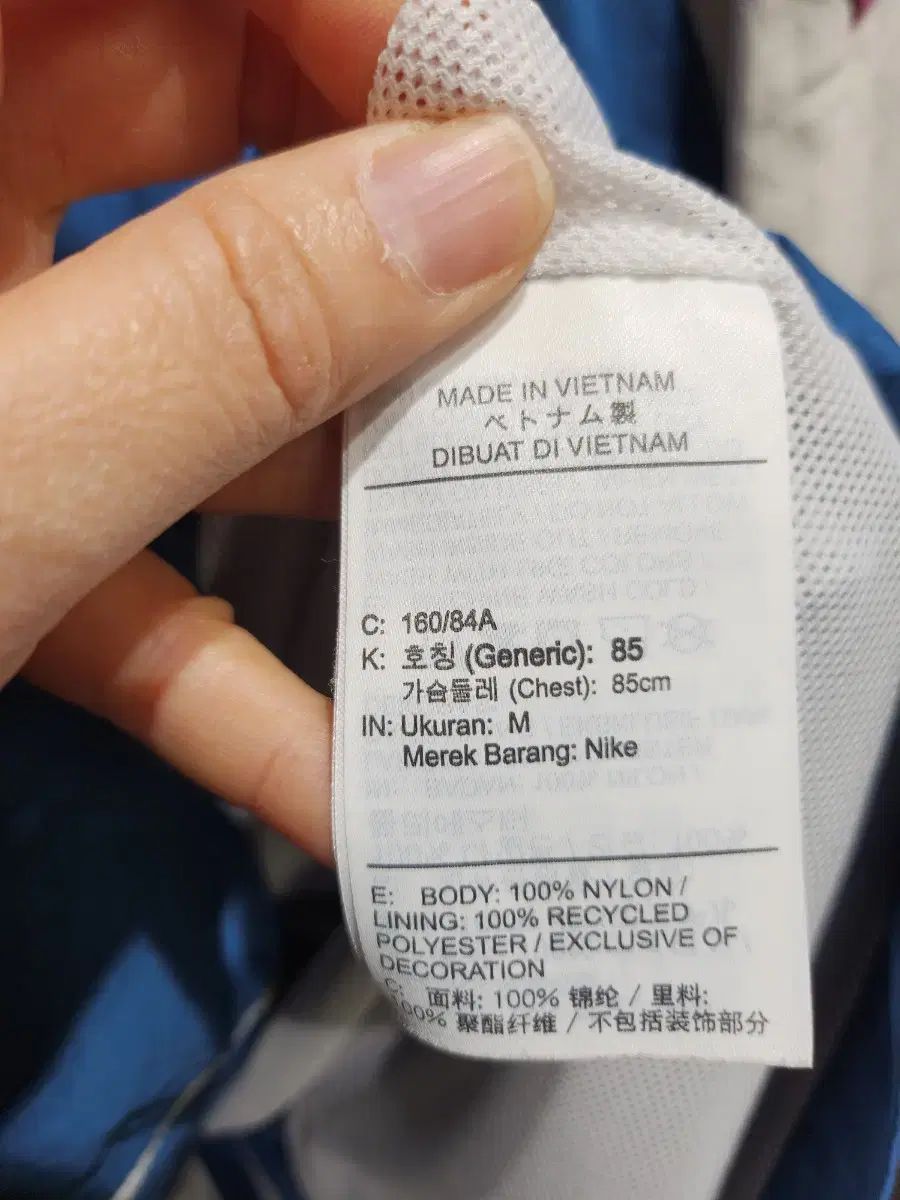 MADE IN VIETNAM
ベトナム製
DIBUAT DI VIETNAM
C: 160/84A
K: 호칭 (Generic): 85
가슴둘레 (Chest): 85cm
IN: Ukuran: M
Merek Barang: Nike
E: BODY: 100% NYLON /
LINING: 100% RECYCLED
POLYESTER / EXCLUSIVE OF
DECORATION
C: 面料: 100% 锦纶 / 里料:
100% 聚酯纤维 / 不包括装饰部分